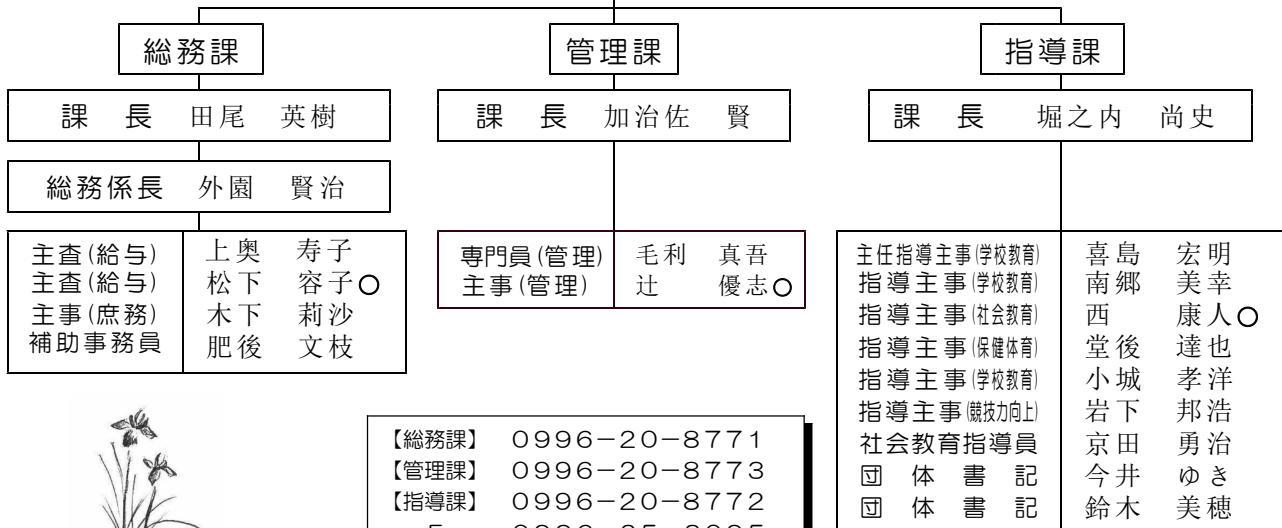 総務課
課 長 田尾 英樹
総務係長 外園 賢治
主査(給与) 上奥 寿子
主査(給与) 松下 容子○
主事(庶務) 木下 莉沙
補助事務員 肥後 文枝
管理課
課 長 加治佐 賢
専門員(管理) 毛利 真吾
主事(管理) 辻 優志○
指導課
課 長 堀之内 尚史
主任指導主事(学校教育) 喜島 宏明
指導主事(学校教育) 南郷 美幸
指導主事(社会教育) 西 康人○
指導主事(保健体育) 堂後 達也
指導主事(学校教育) 小城 孝洋
指導主事(競技力向上) 岩下 邦浩
社会教育指導員 京田 勇治
団体書記 今井 ゆき
団体書記 鈴木 美穂
【総務課】 0996-20-8771
【管理課】 0996-20-8773
【指導課】 0996-20-8772